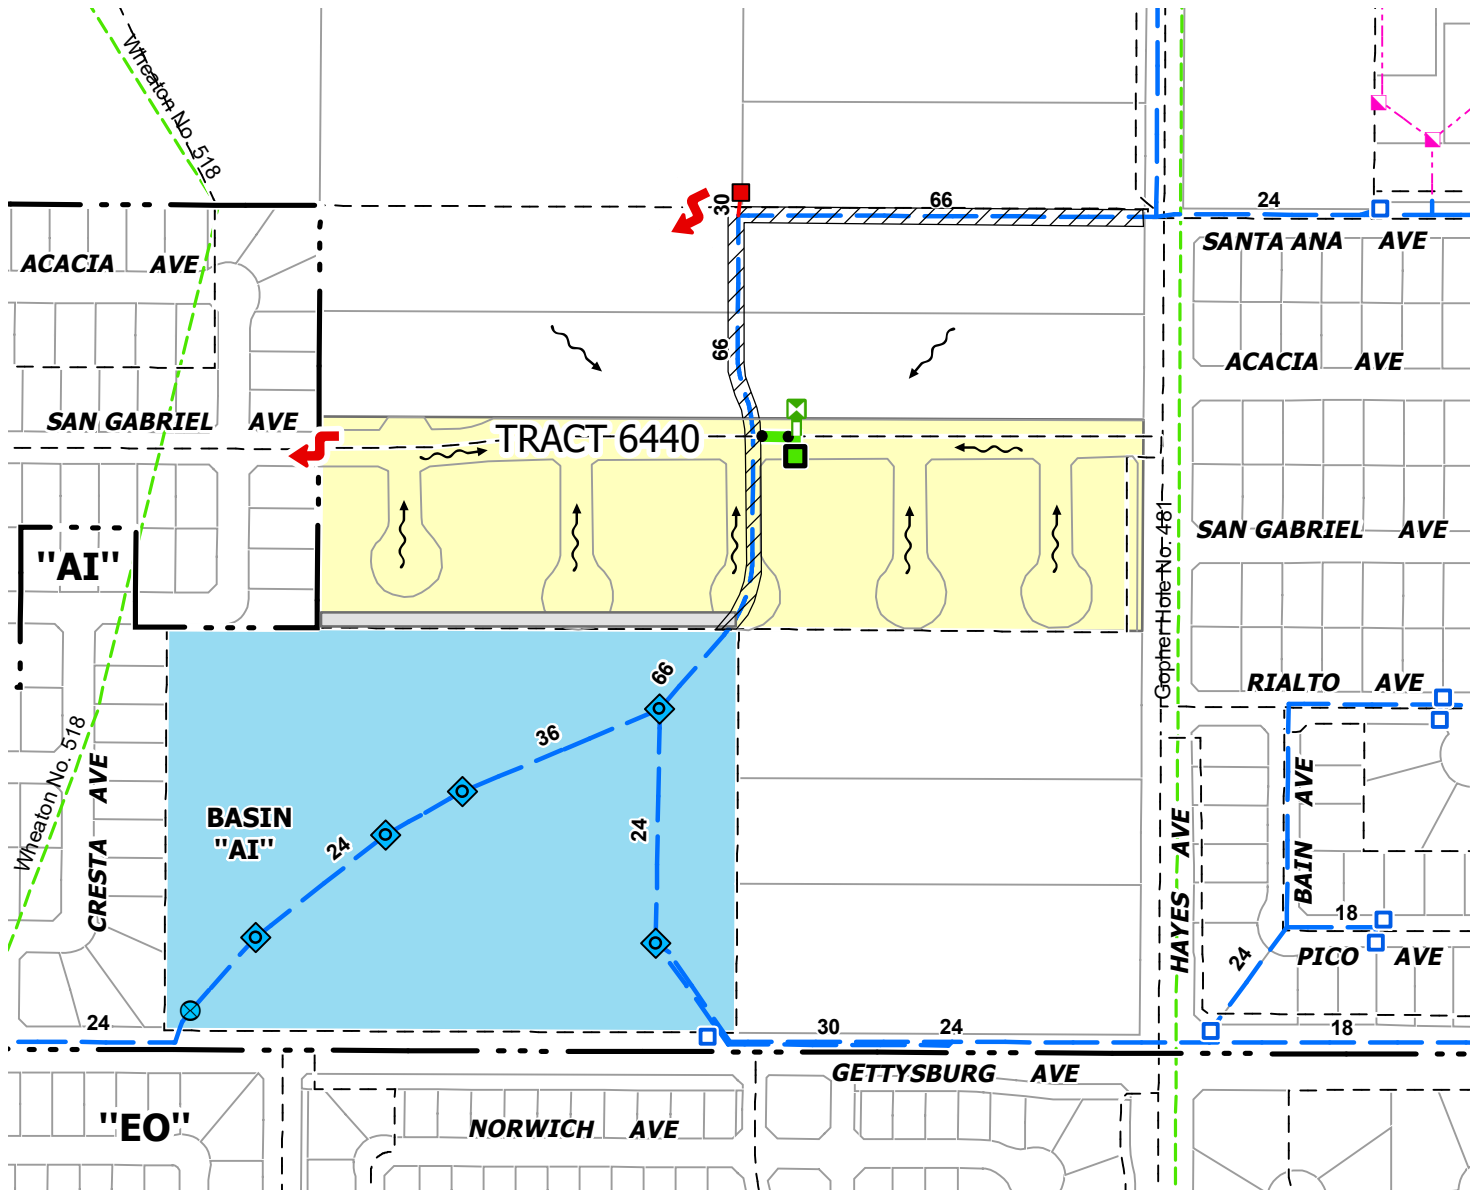 Wheaton No. 518
30
66
24
SANTA ANA AVE
ACACIA AVE
66
ACACIA AVE
SAN GABRIEL AVE
TRACT 6440
"AI"
Gopher Hole No. 481
SAN GABRIEL AVE
RIALTO AVE
66
36
Wheaton No. 518
CRESTA AVE
BASIN
"AI"
24
24
HAYES AVE
BAIN AVE
18
24
PICO AVE
24
30
24
18
GETTYSBURG AVE
"EO"
NORWICH AVE